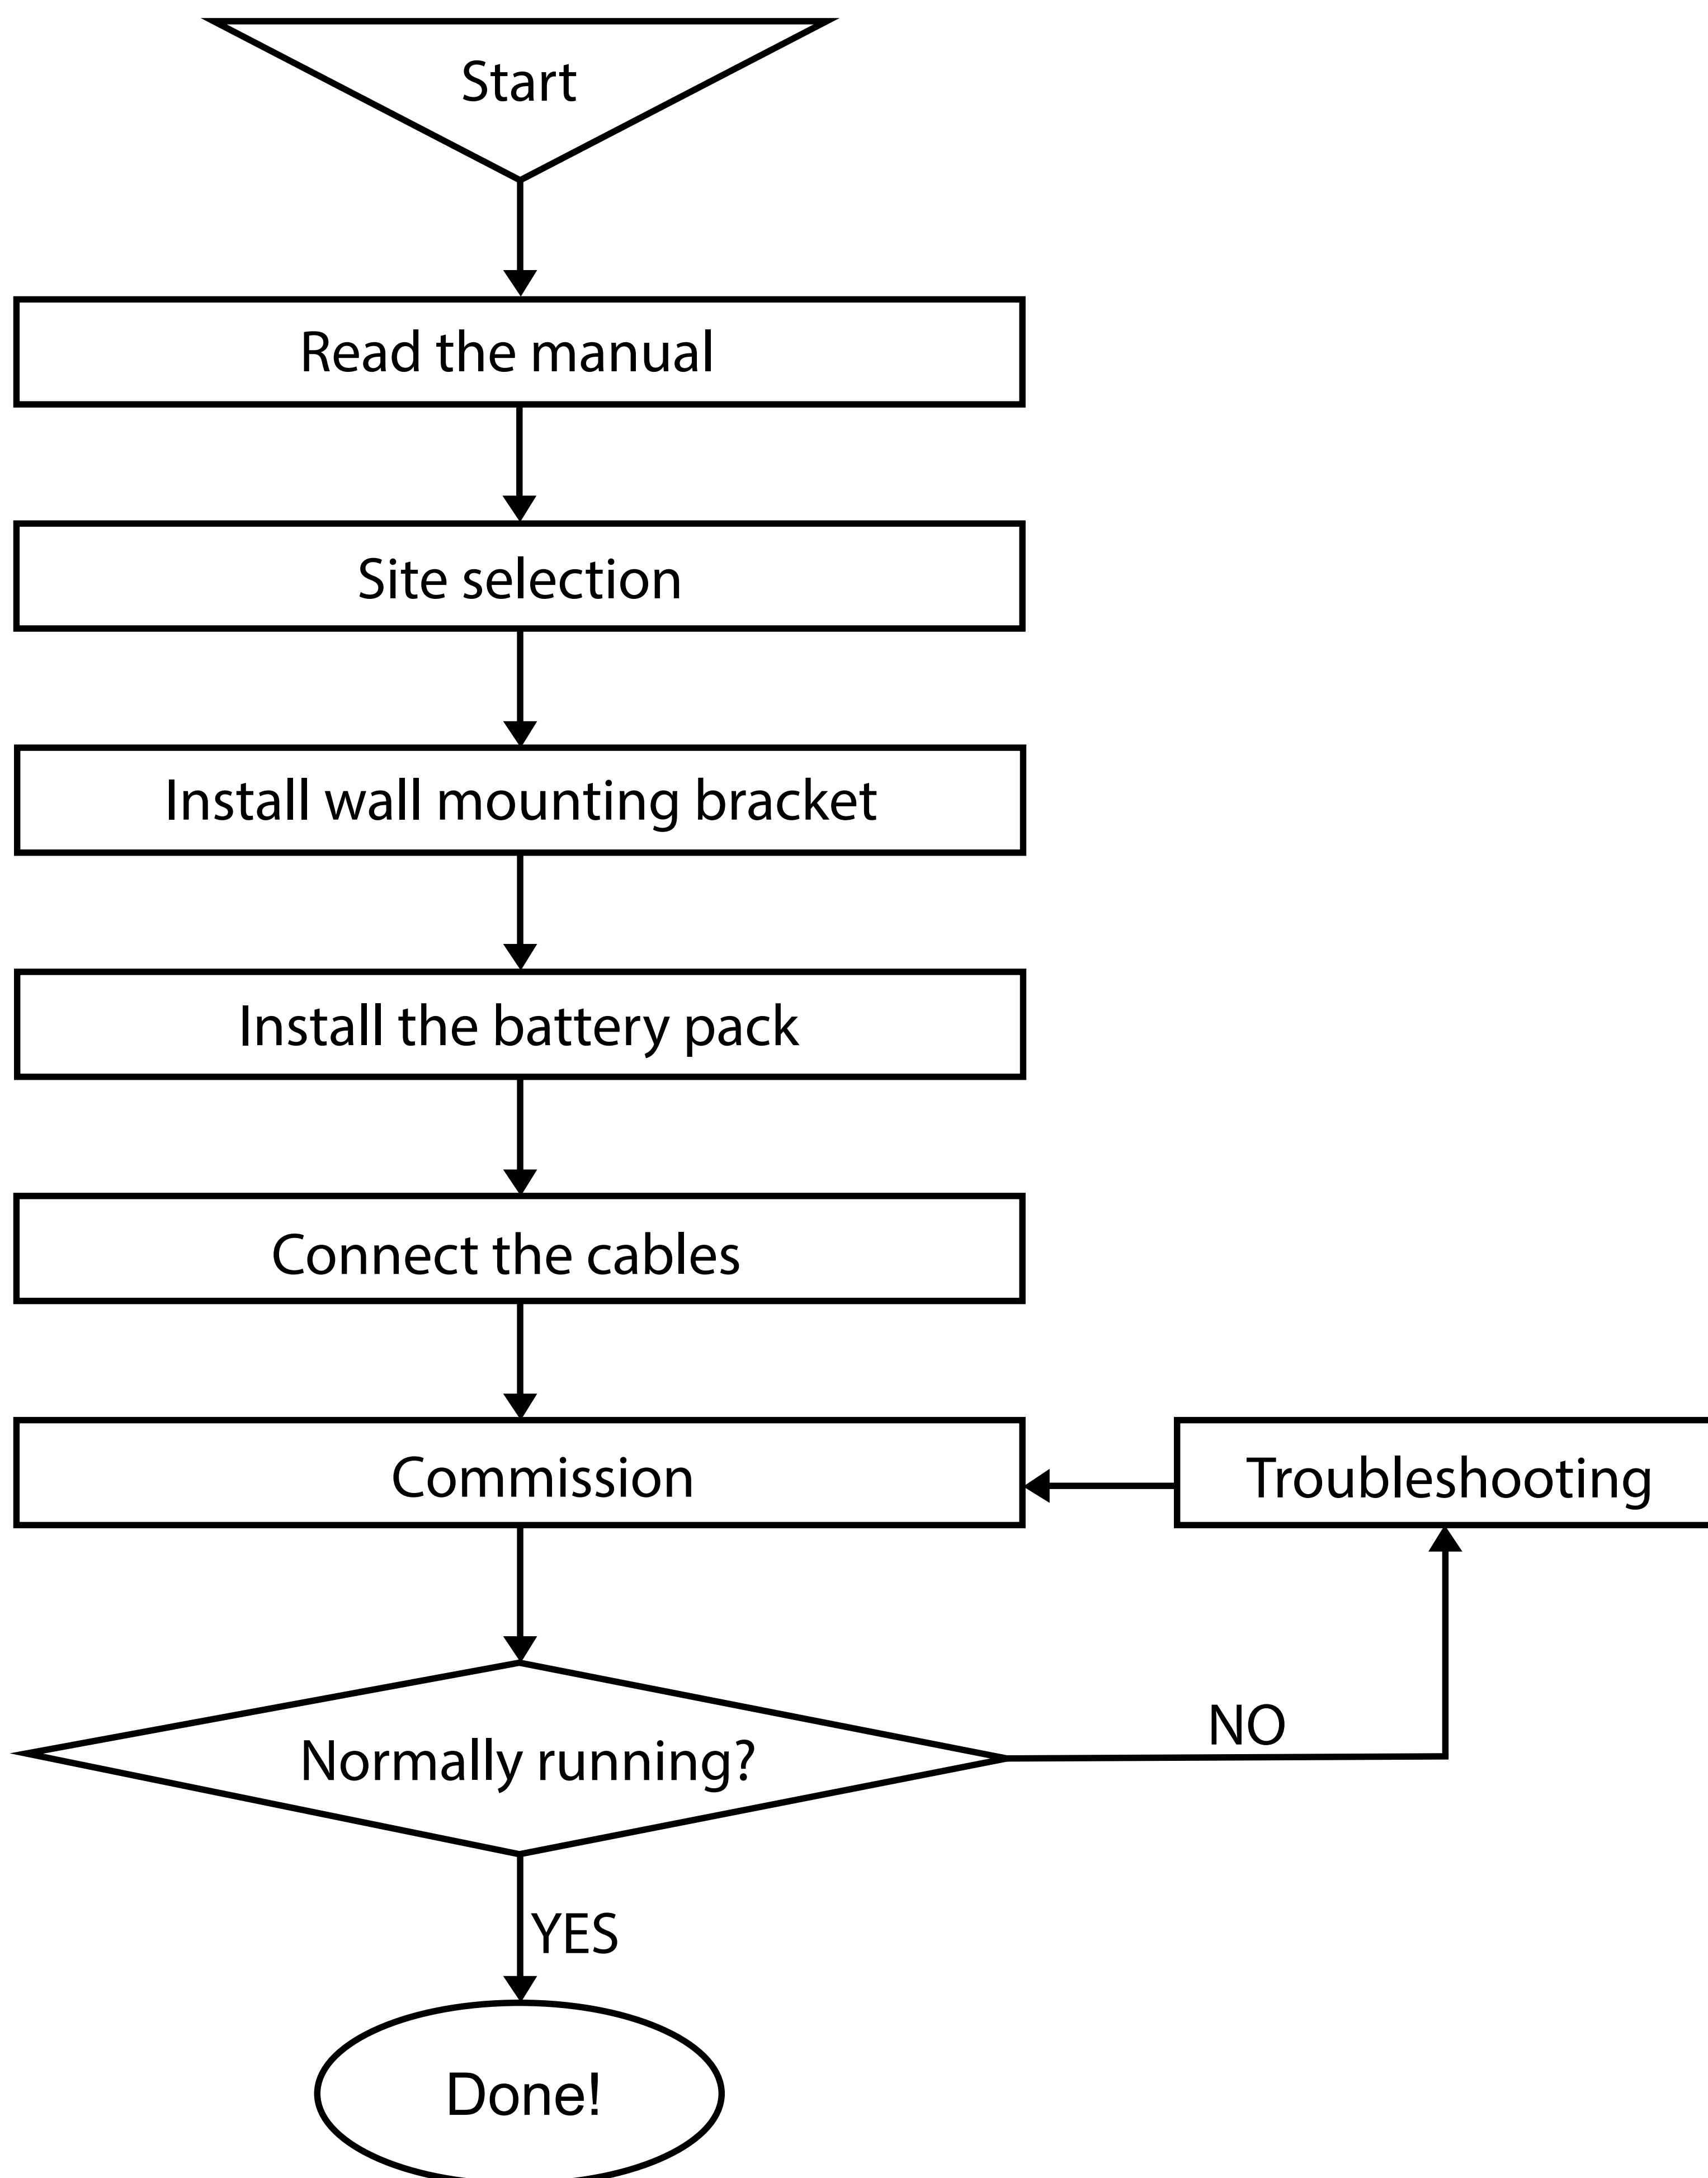 Start
Read the manual
Site selection
Install wall mounting bracket
Install the battery pack
Connect the cables
Commission
Troubleshooting
Normally running?
NO
YES
Done!